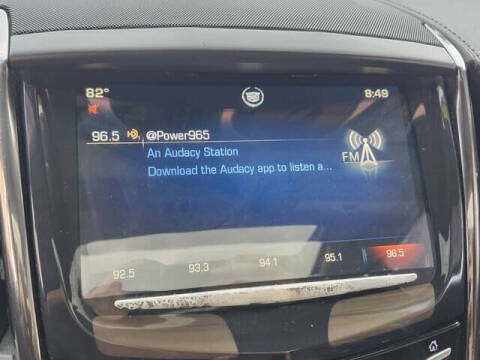 82° 8:49
96.5 @Power965
An Audacy Station
Download the Audacy app to listen a...
FM
92.5 93.3 94.1 95.1 96.5